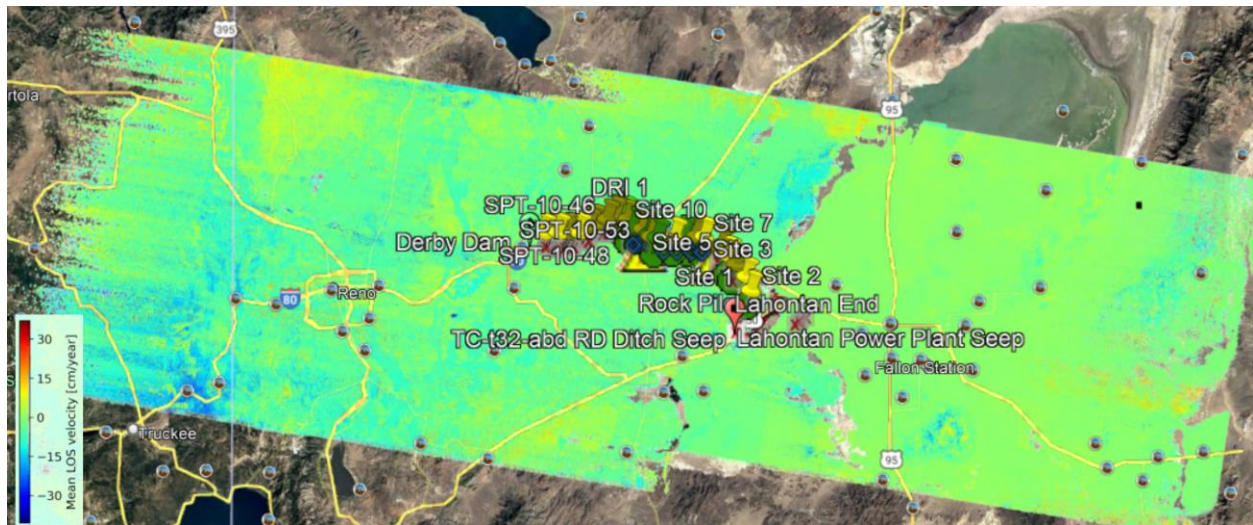 395
rtola
95
DRI 1
SPT-10-46
Site 10
Site 7
SPT-10-53
Derby Dam
Site 5
Site 3
SPT-10-48
Site 1
Site 2
80
Reno
Rock Pil
Lahontan End
TC-t32-abd RD Ditch Seep
Lahontan Power Plant Seep
Fallon Station
Truckee
95
Mean LOS velocity [cm/year]
30
15
0
−15
−30